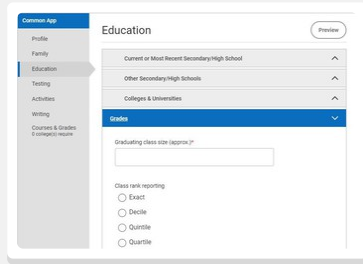 Common App
Profile
Family
Education
Testing
Activities
Writing
Courses & Grades
0 college(s) require
Education
Preview
Current or Most Recent Secondary/High School
Other Secondary/High Schools
Colleges & Universities
Grades
Graduating class size (approx.)*
Class rank reporting
Exact
Decile
Quintile
Quartile